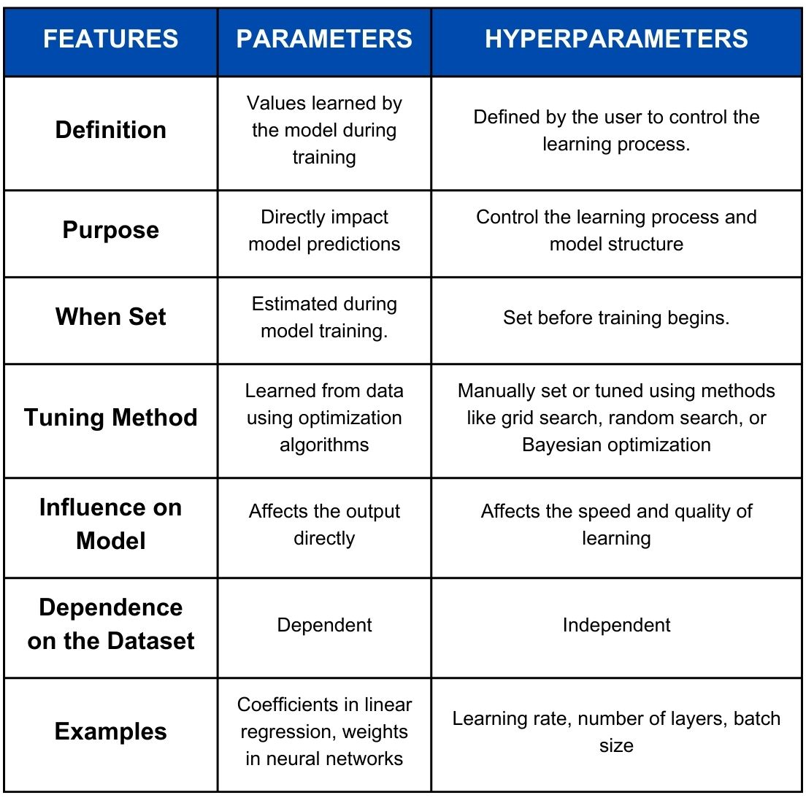 FEATURES
PARAMETERS
HYPERPARAMETERS
Definition
Values learned by
the model during
training
Defined by the user to control the
learning process.
Purpose
Directly impact
model predictions
Control the learning process and
model structure
When Set
Estimated during
model training.
Set before training begins.
Tuning Method
Learned from data
using optimization
algorithms
Manually set or tuned using methods
like grid search, random search, or
Bayesian optimization
Influence on
Model
Affects the output
directly
Affects the speed and quality of
learning
Dependence
on the Dataset
Dependent
Independent
Examples
Coefficients in linear
regression, weights
in neural networks
Learning rate, number of layers, batch
size